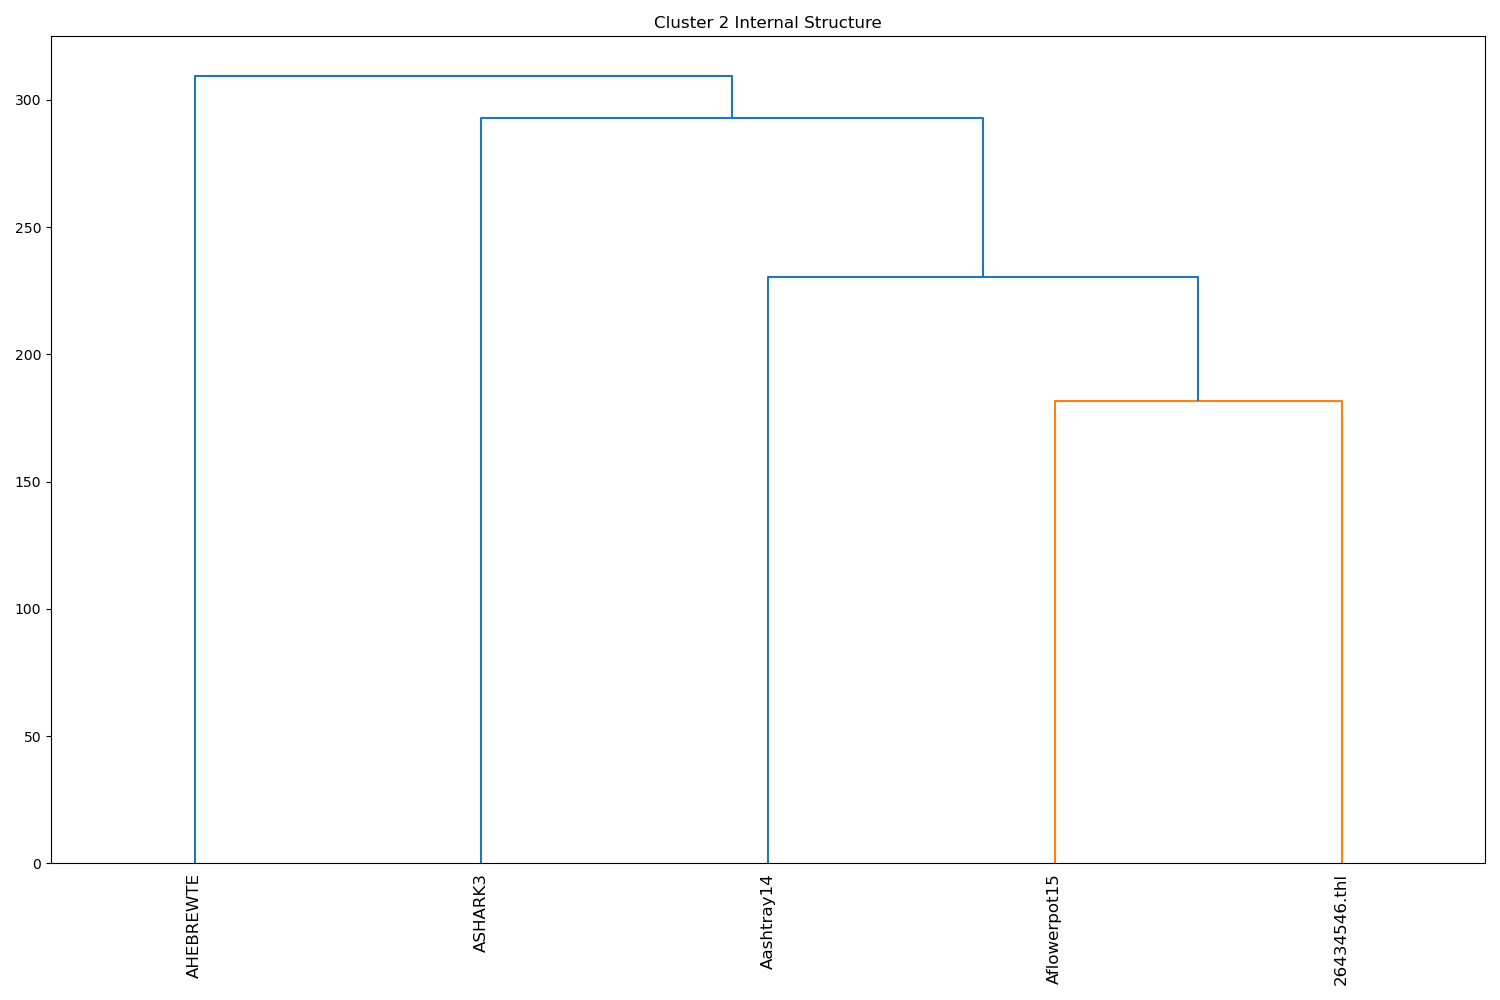 Cluster 2 Internal Structure
300
250
200
150
100
50
0
AHEBREWTE
ASHARK3
Aashtray14
Aflowerpot15
26434546.thl